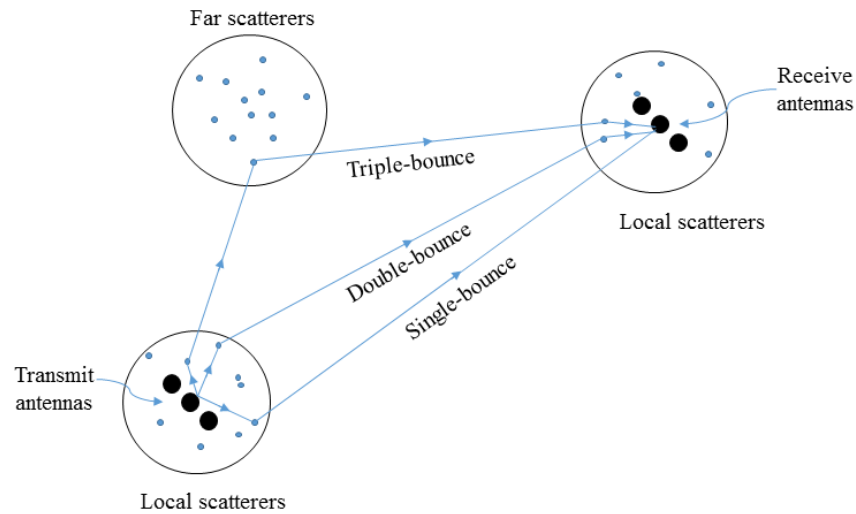 Far scatterers
Receive
antennas
Triple-bounce
Local scatterers
Double-bounce
Single-bounce
Transmit
antennas
Local scatterers